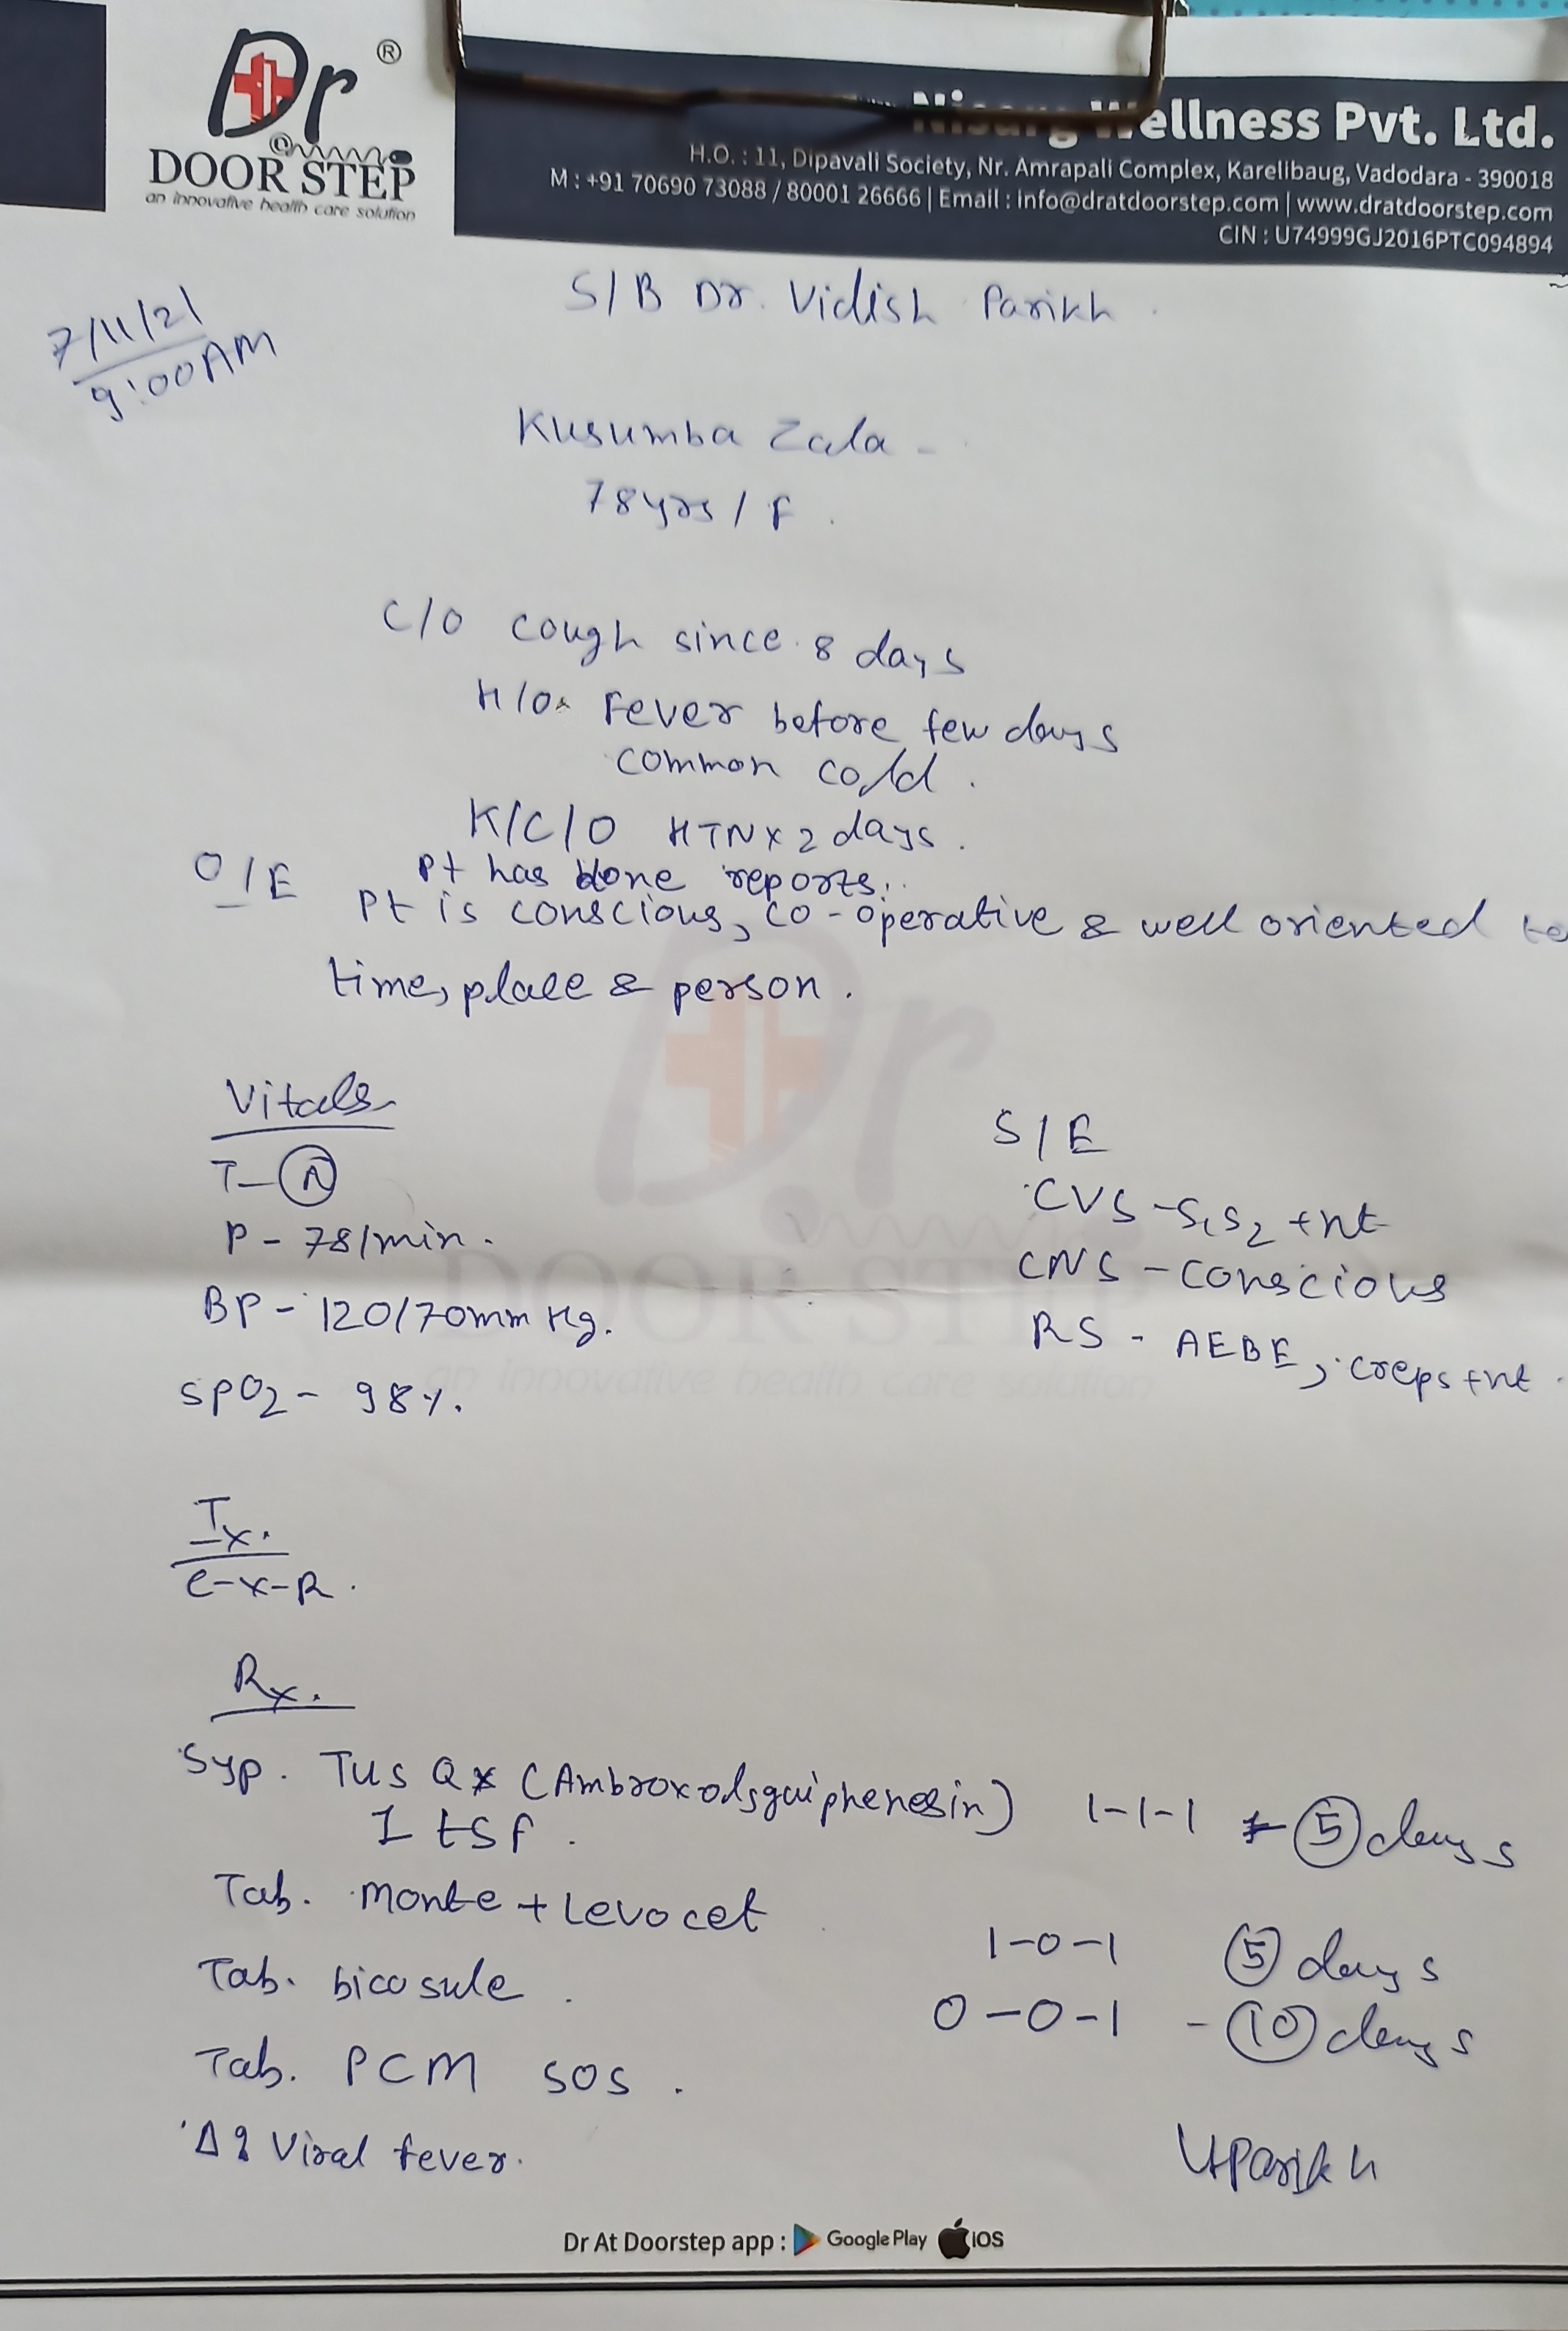 Dr ®
DOOR STEP
an innovative health care solution
Wellness Pvt. Ltd.
H.O. : 11, Dipavali Society, Nr. Amrapali Complex, Karelibaug, Vadodara - 390018
M : +91 70690 73088 / 80001 26666 | Email : info@dratdoorstep.com | www.dratdoorstep.com
CIN : U74999GJ2016PTC094894
S/B Dr. Vidish Parikh
7/11/21
9:00AM
Kusumba Zala -
78yrs / F
C/O cough since 8 days
H/O Fever before few days
common cold.
K/C/O HTN x 2 days.
O/E Pt has done reports.
Pt is conscious, co-operative & well oriented to
time, place & person.
Vitals
T- N
P - 78/min.
BP - 120/70mm Hg.
SpO2 - 98%.
S/E
CVS - S1S2 +nt
CNS - conscious
RS - AEBE, creps +nt.
Ix.
C-X-R.
Rx.
Syp. Tus Qx (Ambroxol, guiphenesin) 1-1-1 5 days
1 tsf.
Tab. Monte + Levocet 1-0-1 5 days
Tab. bicosule. 0-0-1 - 10 days
Tab. PCM SOS.
Δ ? Viral fever.
VParikh
Dr At Doorstep app : Google Play iOS